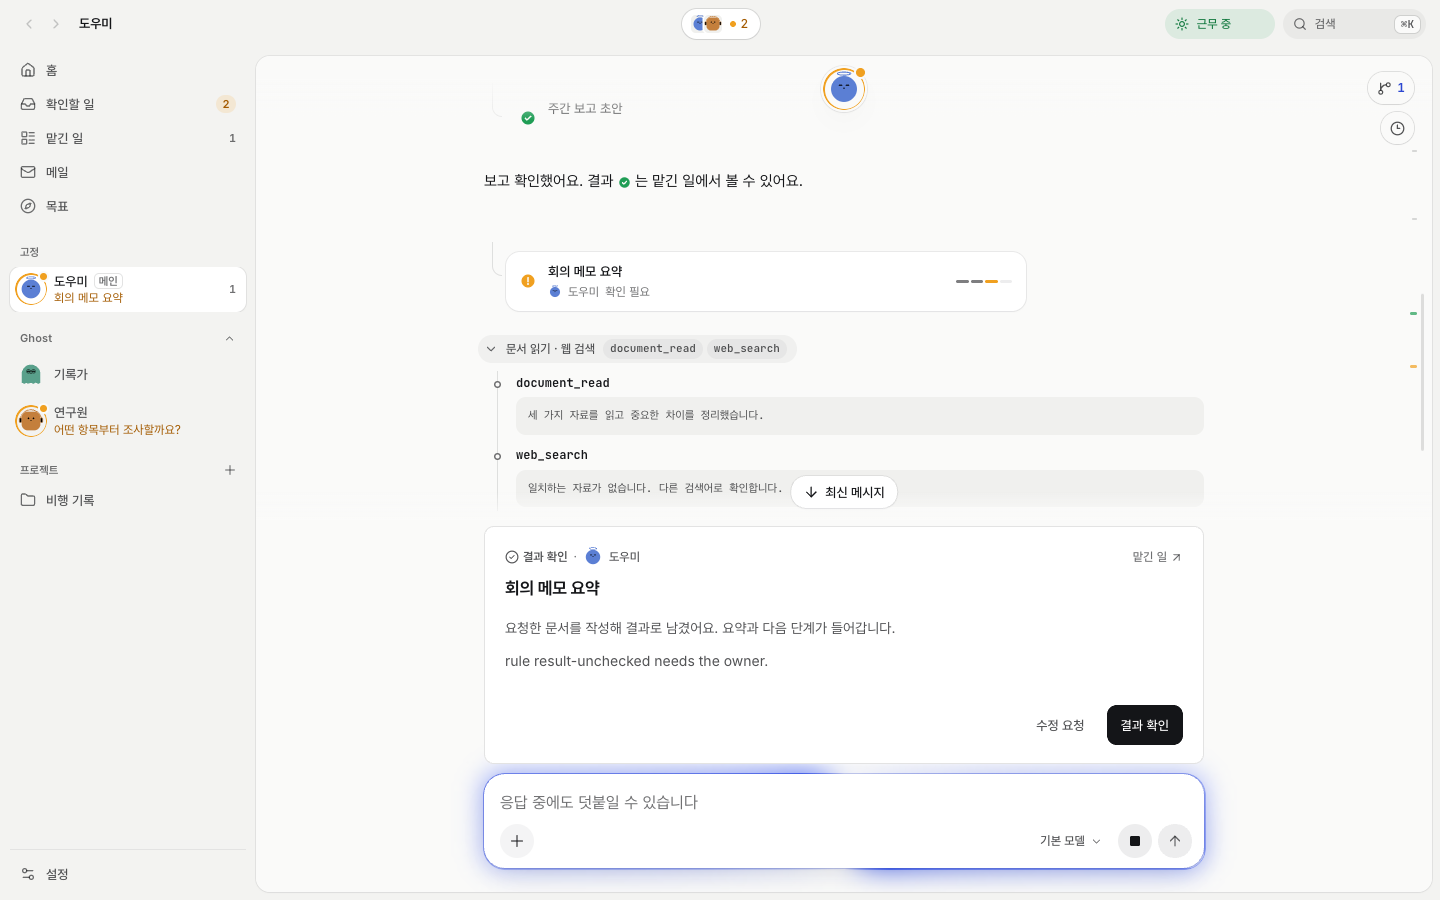 도우미
2
근무 중
검색
⌘K
홈
확인할 일
2
맡긴 일
1
메일
목표
고정
도우미
메인
회의 메모 요약
1
Ghost
기록가
연구원
어떤 항목부터 조사할까요?
프로젝트
비행 기록
설정
1
주간 보고 초안
보고 확인했어요. 결과 는 맡긴 일에서 볼 수 있어요.
회의 메모 요약
도우미 확인 필요
문서 읽기 · 웹 검색 document_read web_search
document_read
세 가지 자료를 읽고 중요한 차이를 정리했습니다.
web_search
일치하는 자료가 없습니다. 다른 검색어로 확인합니다.
최신 메시지
결과 확인 · 도우미
맡긴 일
회의 메모 요약
요청한 문서를 작성해 결과로 남겼어요. 요약과 다음 단계가 들어갑니다.
rule result-unchecked needs the owner.
수정 요청
결과 확인
응답 중에도 덧붙일 수 있습니다
기본 모델